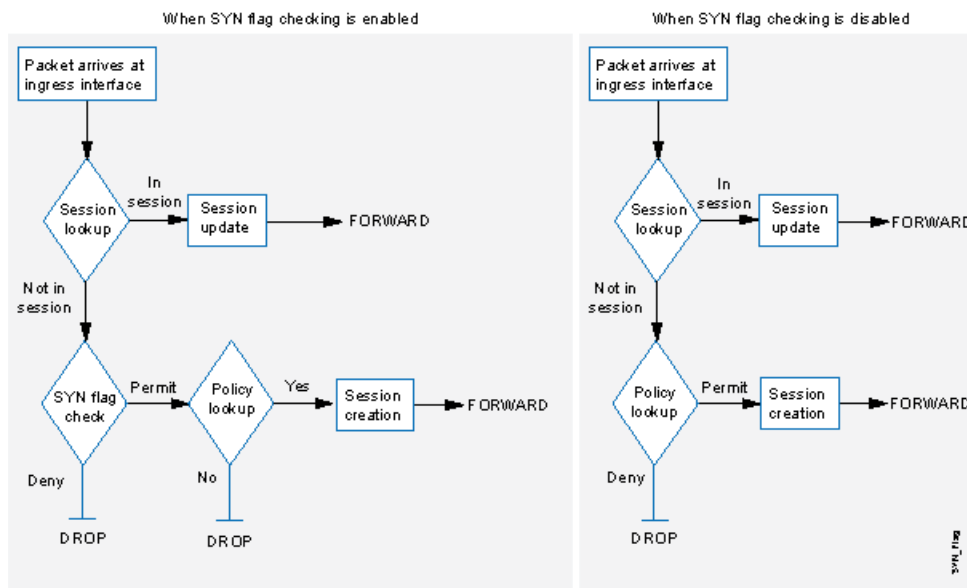 When SYN flag checking is enabled
Packet arrives at
ingress interface
Session
lookup
In
session
Session
update
FORWARD
Not in
session
SYN flag
check
Permit
Policy
lookup
Yes
Session
creation
FORWARD
Deny
DROP
No
DROP
When SYN flag checking is disabled
Packet arrives at
ingress interface
Session
lookup
In
session
Session
update
FORWARD
Not in
session
Policy
lookup
Permit
Session
creation
FORWARD
Deny
DROP